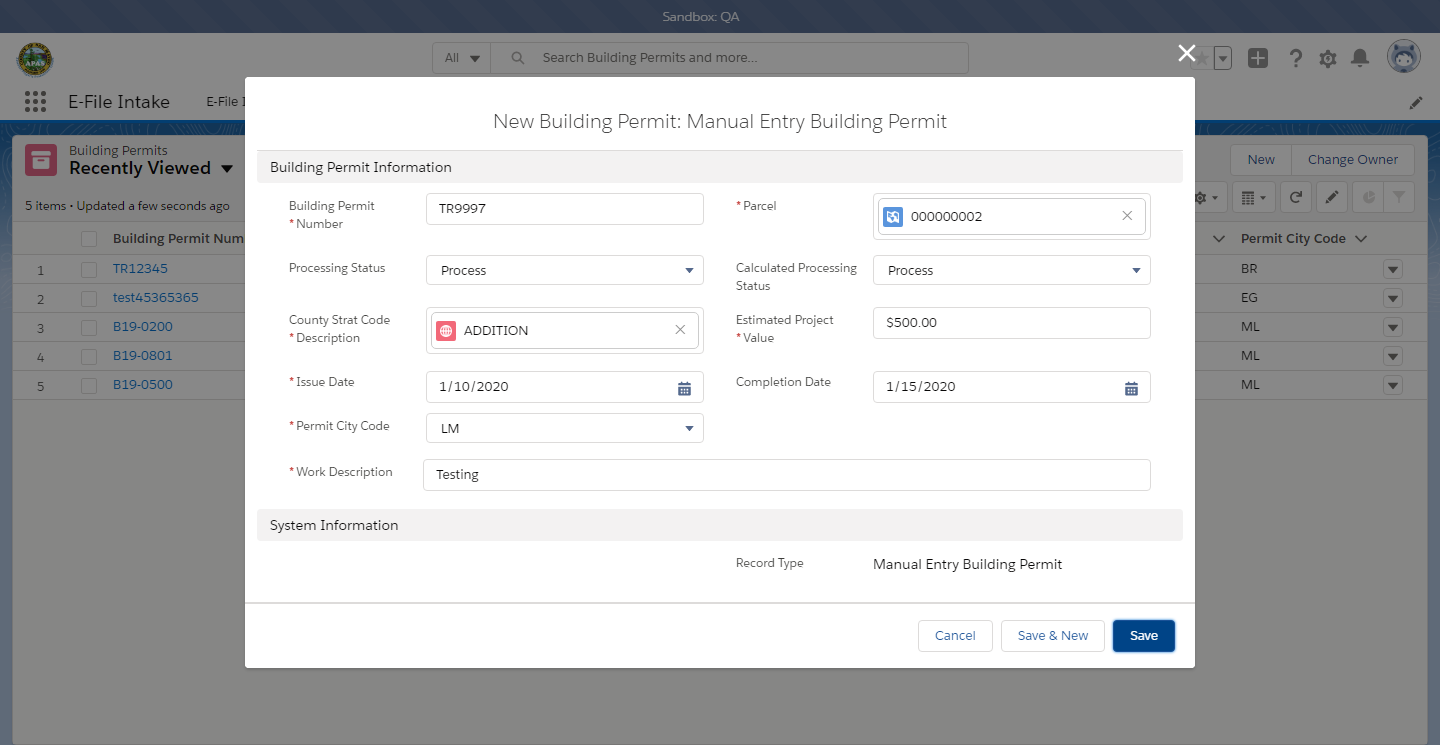 Sandbox: QA
APAS
All
Search Building Permits and more...
E-File Intake
E-File I
New Building Permit: Manual Entry Building Permit
Building Permits
Recently Viewed
New
Change Owner
5 items • Updated a few seconds ago
Building Permit Num
Permit City Code
1 TR12345 BR
2 test45365365 EG
3 B19-0200 ML
4 B19-0801 ML
5 B19-0500 ML
Building Permit Information
Building Permit
*Number
TR9997
*Parcel
000000002
Processing Status
Process
Calculated Processing
Status
Process
County Strat Code
*Description
ADDITION
Estimated Project
*Value
$500.00
*Issue Date
1/10/2020
Completion Date
1/15/2020
*Permit City Code
LM
*Work Description
Testing
System Information
Record Type
Manual Entry Building Permit
Cancel
Save & New
Save